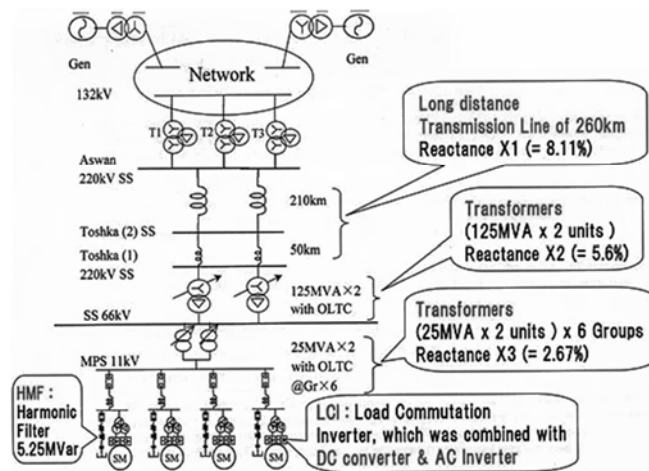 Gen
Gen
Network
132kV
T1
T2
T3
Aswan
220kV SS
210km
Toshka (2) SS
50km
Toshka (1)
220kV SS
125MVA×2
with OLTC
SS 66kV
25MVA×2
with OLTC
@Gr×6
MPS 11kV
Long distance
Transmission Line of 260km
Reactance X1 (= 8.11%)
Transformers
(125MVA x 2 units )
Reactance X2 (= 5.6%)
Transformers
(25MVA x 2 units ) x 6 Groups
Reactance X3 (= 2.67%)
HMF :
Harmonic
Filter
5.25MVar
SM
SM
SM
SM
LCI : Load Commutation
Inverter, which was combined with
DC converter & AC Inverter